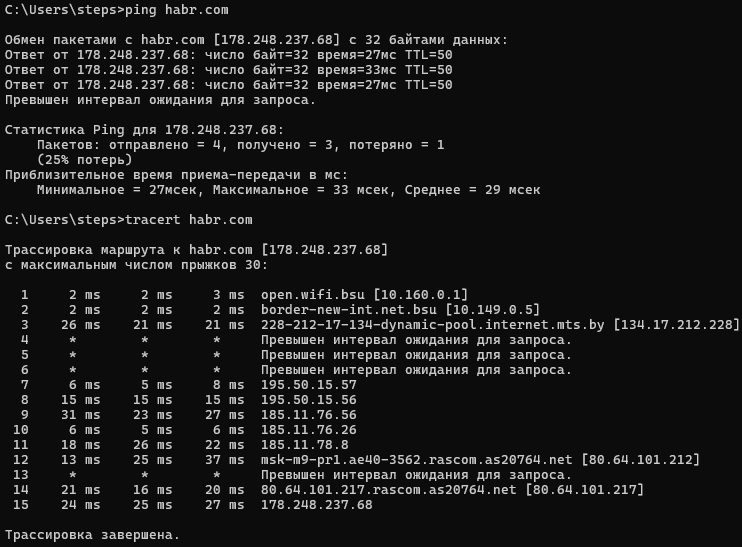 C:\Users\steps>ping habr.com
Обмен пакетами с habr.com [178.248.237.68] с 32 байтами данных:
Ответ от 178.248.237.68: число байт=32 время=27мс TTL=50
Ответ от 178.248.237.68: число байт=32 время=33мс TTL=50
Ответ от 178.248.237.68: число байт=32 время=27мс TTL=50
Превышен интервал ожидания для запроса.
Статистика Ping для 178.248.237.68:
    Пакетов: отправлено = 4, получено = 3, потеряно = 1
    (25% потерь)
Приблизительное время приема-передачи в мс:
    Минимальное = 27мсек, Максимальное = 33 мсек, Среднее = 29 мсек
C:\Users\steps>tracert habr.com
Трассировка маршрута к habr.com [178.248.237.68]
с максимальным числом прыжков 30:
  1     2 ms     2 ms     3 ms  open.wifi.bsu [10.160.0.1]
  2     2 ms     2 ms     2 ms  border-new-int.net.bsu [10.149.0.5]
  3    26 ms    21 ms    21 ms  228-212-17-134-dynamic-pool.internet.mts.by [134.17.212.228]
  4     *        *        *     Превышен интервал ожидания для запроса.
  5     *        *        *     Превышен интервал ожидания для запроса.
  6     *        *        *     Превышен интервал ожидания для запроса.
  7     6 ms     5 ms     8 ms  195.50.15.57
  8    15 ms    15 ms    15 ms  195.50.15.56
  9    31 ms    23 ms    27 ms  185.11.76.56
 10     6 ms     5 ms     6 ms  185.11.76.26
 11    18 ms    26 ms    22 ms  185.11.78.8
 12    13 ms    25 ms    37 ms  msk-m9-pr1.ae40-3562.rascom.as20764.net [80.64.101.212]
 13     *        *        *     Превышен интервал ожидания для запроса.
 14    21 ms    16 ms    20 ms  80.64.101.217.rascom.as20764.net [80.64.101.217]
 15    24 ms    25 ms    27 ms  178.248.237.68
Трассировка завершена.